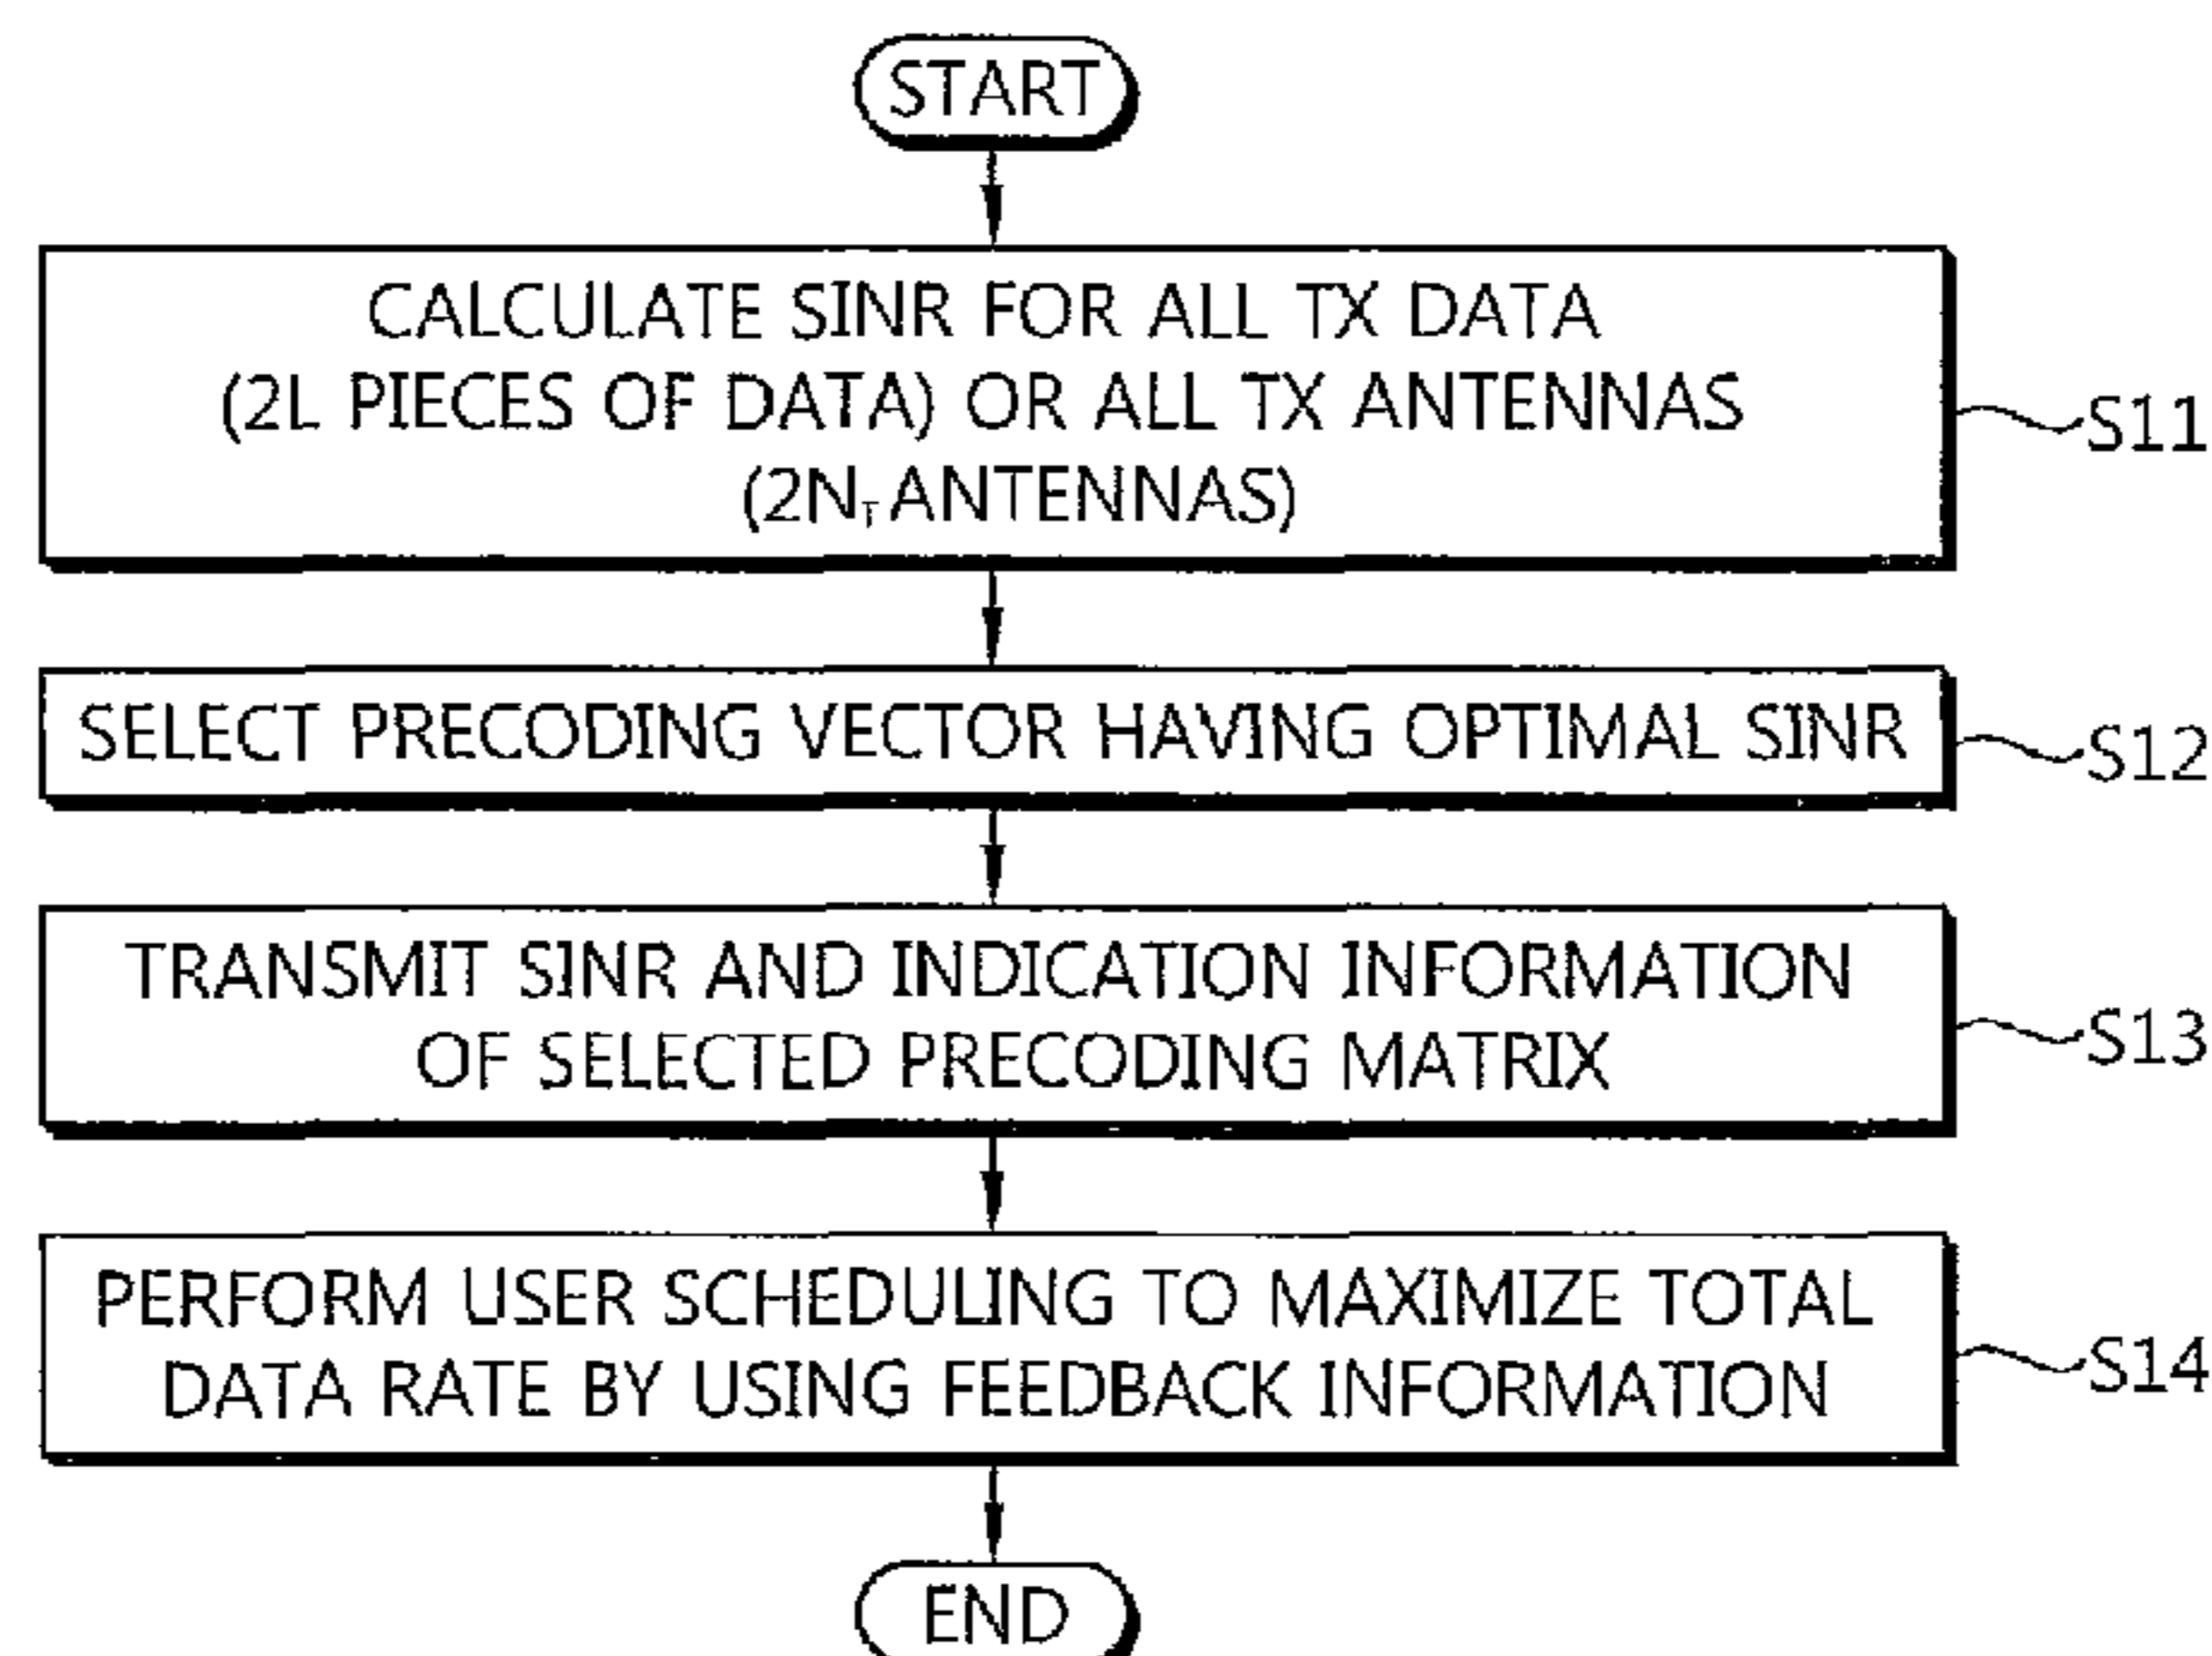 START
CALCULATE SINR FOR ALL TX DATA
(2L PIECES OF DATA) OR ALL TX ANTENNAS
(2NT ANTENNAS)
S11
SELECT PRECODING VECTOR HAVING OPTIMAL SINR
S12
TRANSMIT SINR AND INDICATION INFORMATION
OF SELECTED PRECODING MATRIX
S13
PERFORM USER SCHEDULING TO MAXIMIZE TOTAL
DATA RATE BY USING FEEDBACK INFORMATION
S14
END